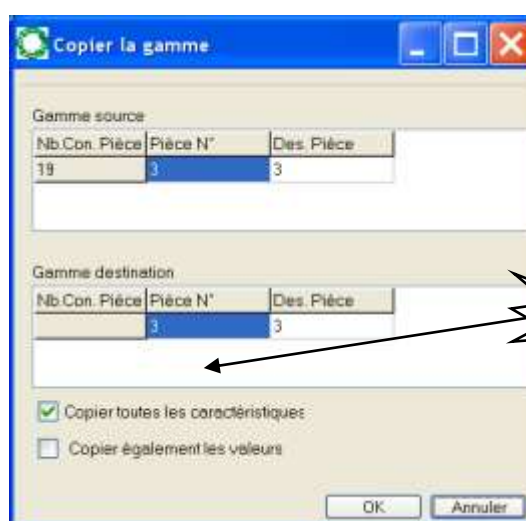 Copier la gamme
Gamme source
Nb.Con. Pièce Pièce N° Des. Pièce
19 3 3
Gamme destination
Nb.Con. Pièce Pièce N° Des. Pièce
3 3
Copier toutes les caractéristiques
Copier également les valeurs
OK Annuler